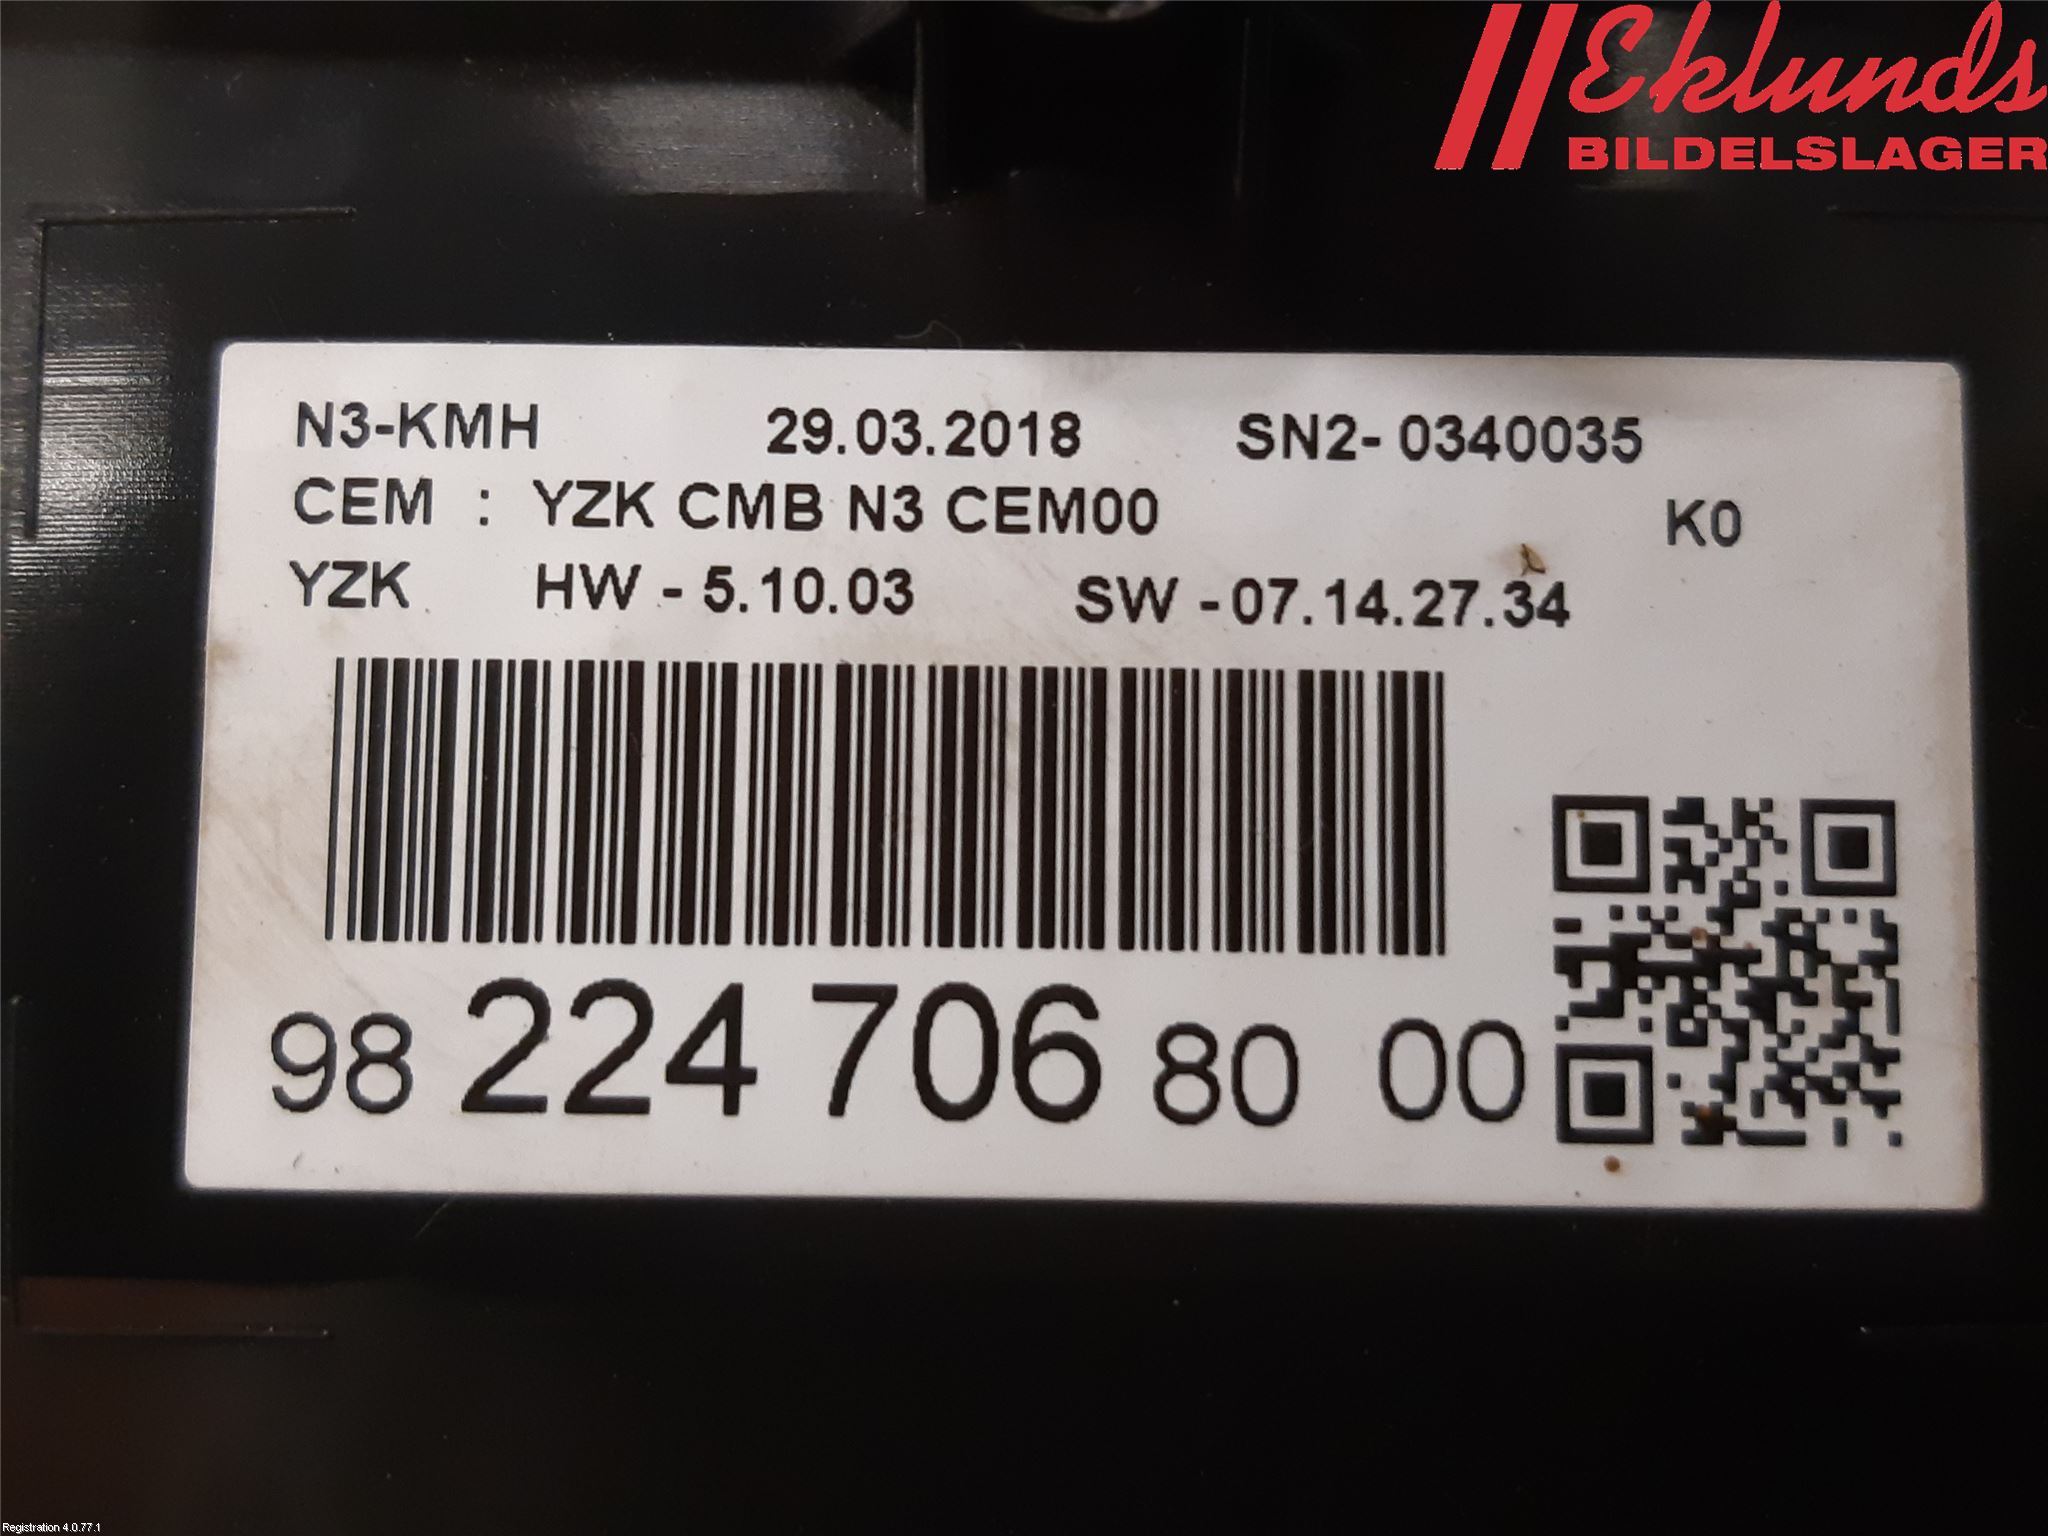 Eklunds
BILDELSLAGER
N3-KMH 29.03.2018 SN2- 0340035
CEM : YZK CMB N3 CEM00 K0
YZK HW - 5.10.03 SW - 07.14.27.34
98 224 706 80 00
Registration 4.0.77.1